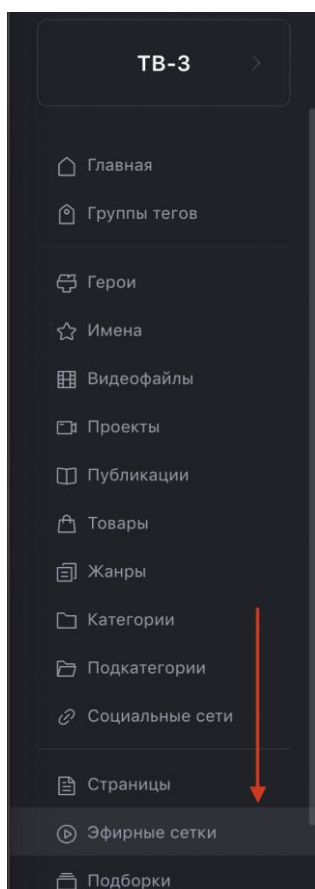 ТВ-3
Главная
Группы тегов
Герои
Имена
Видеофайлы
Проекты
Публикации
Товары
Жанры
Категории
Подкатегории
Социальные сети
Страницы
Эфирные сетки
Подборки